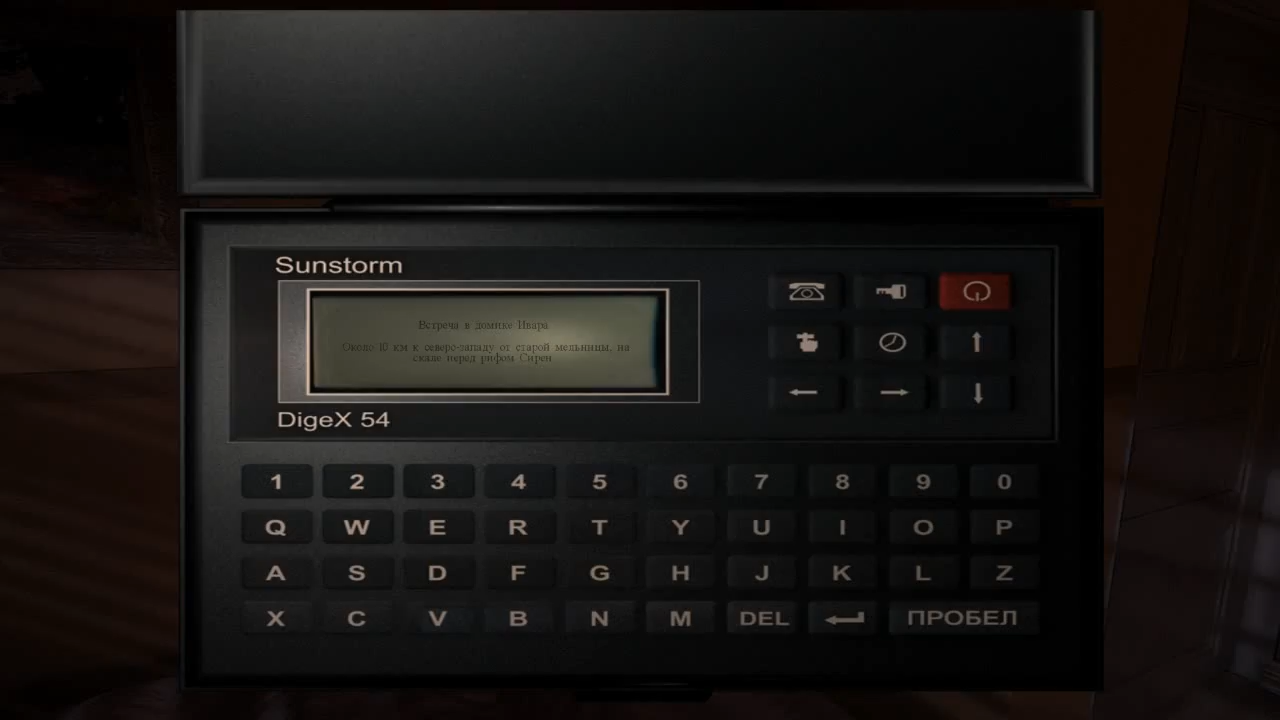 Sunstorm
Встреча в домике Ивара
Около 10 км к северо-западу от старой мельницы, на
скале перед рифом Сирен
DigeX 54
1 2 3 4 5 6 7 8 9 0
Q W E R T Y U I O P
A S D F G H J K L Z
X C V B N M DEL ПРОБЕЛ